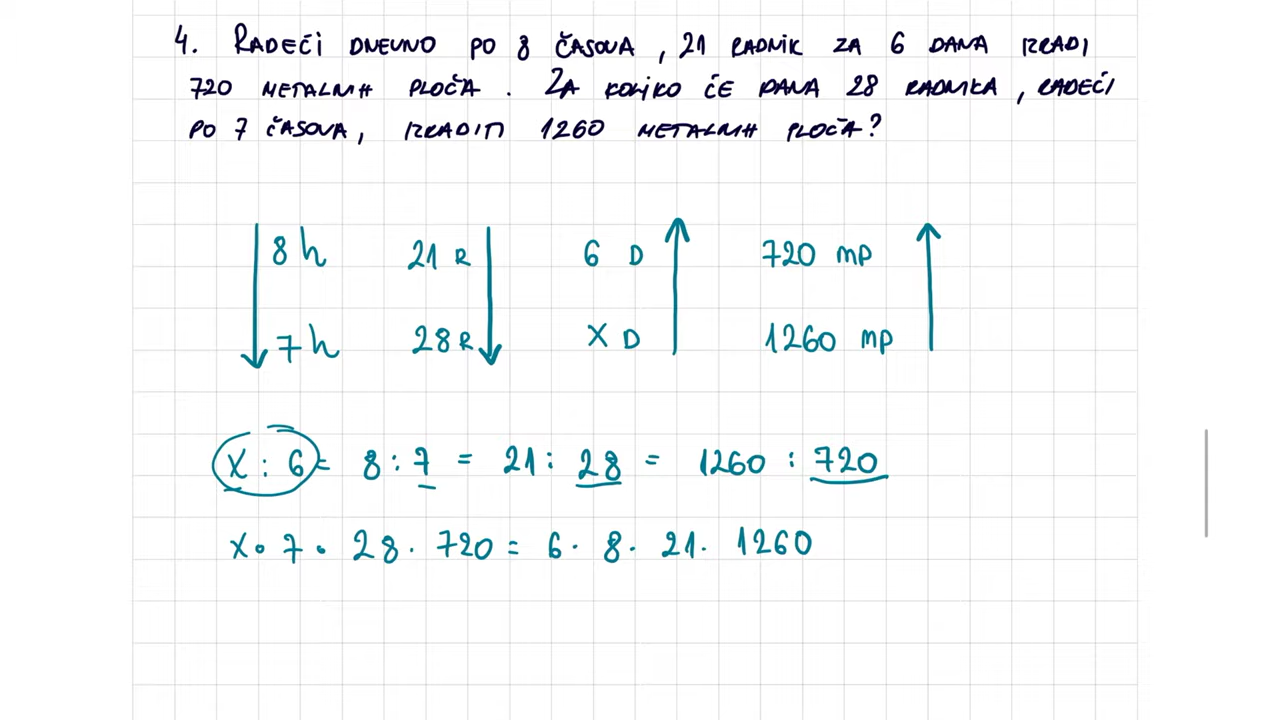 4. RADEĆI DNEVNO PO 8 ČASOVA, 21 RADNIK ZA 6 DANA IZRADI
720 METALNIH PLOČA. ZA KOLIKO ĆE DANA 28 RADNIKA, RADEĆI
PO 7 ČASOVA, IZRADITI 1260 METALNIH PLOČA?
8h 21 R 6 D 720 mp
7h 28 R X D 1260 mp
X : 6 = 8 : 7 = 21 : 28 = 1260 : 720
X · 7 · 28 · 720 = 6 · 8 · 21 · 1260